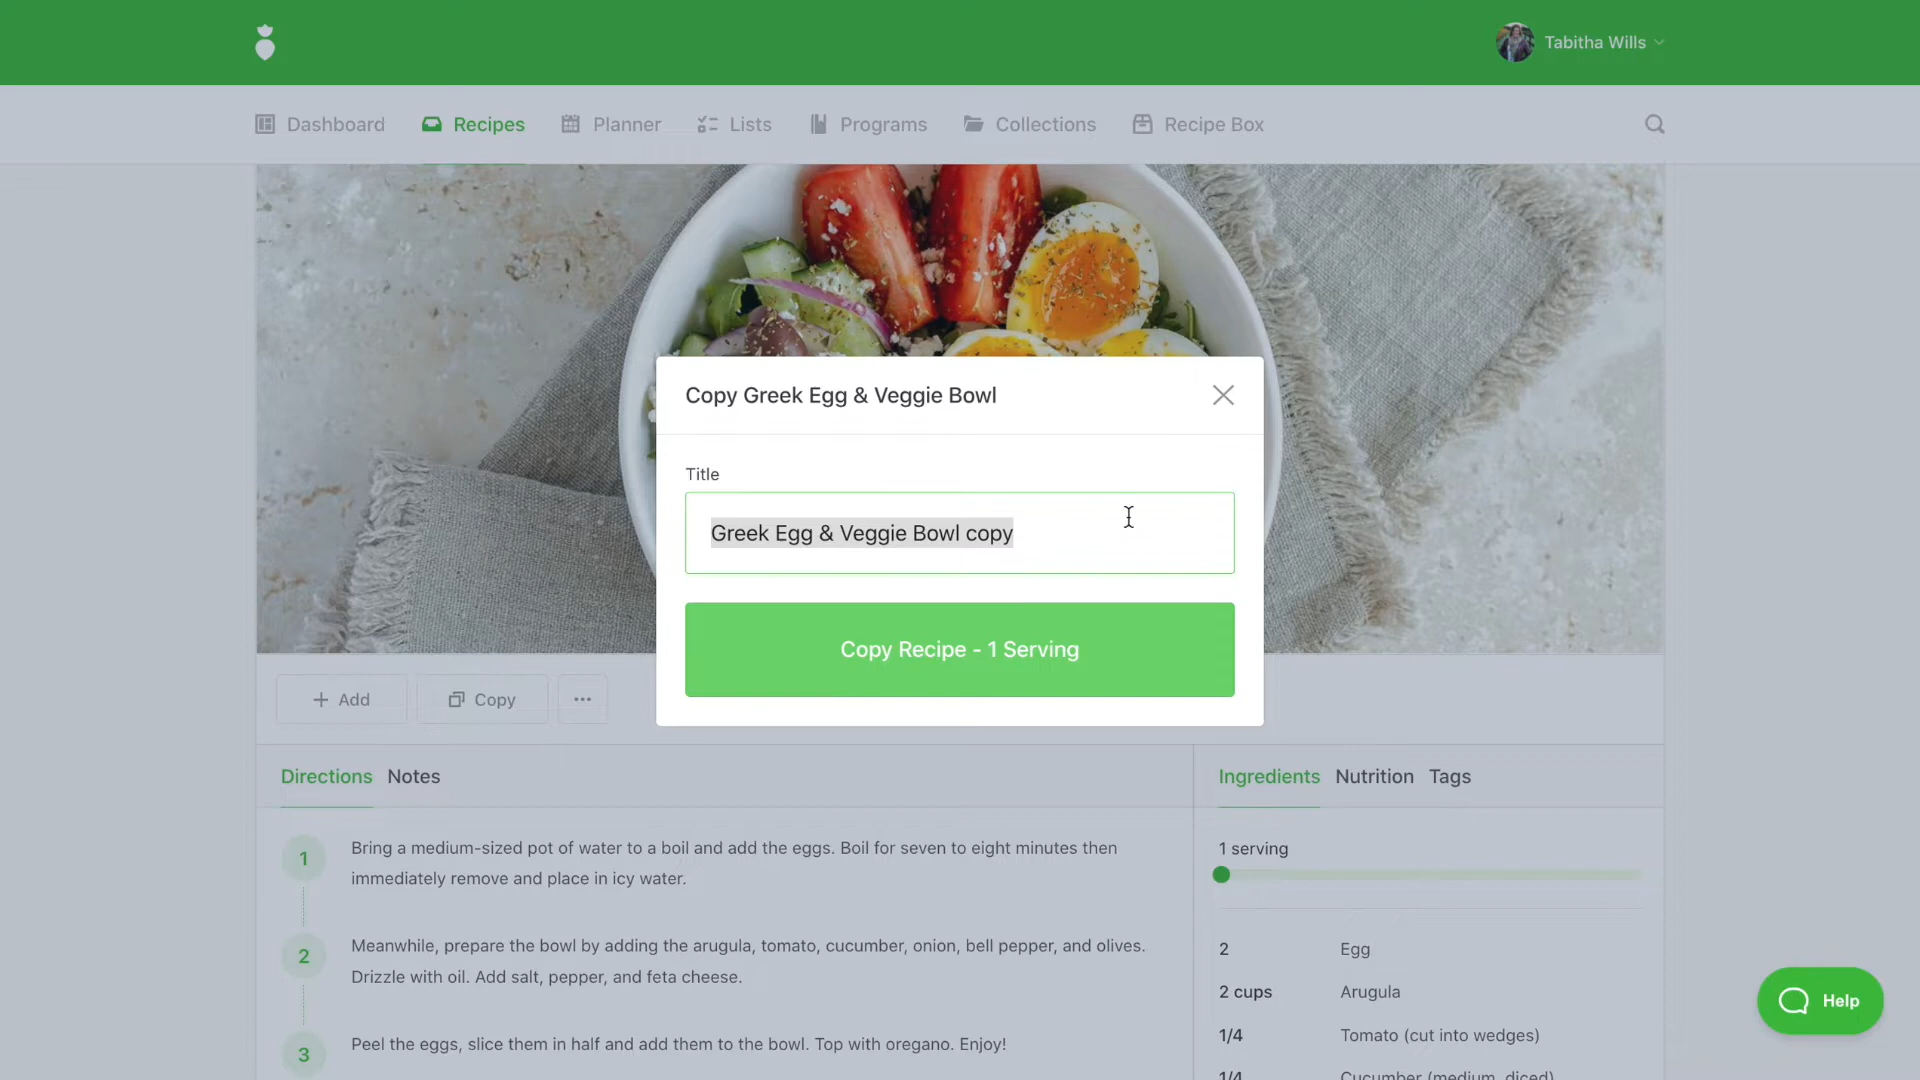 Tabitha Wills
Dashboard
Recipes
Planner
Lists
Programs
Collections
Recipe Box
Copy Greek Egg & Veggie Bowl
Title
Greek Egg & Veggie Bowl copy
Copy Recipe - 1 Serving
Add
Copy
Directions
Notes
1
Bring a medium-sized pot of water to a boil and add the eggs. Boil for seven to eight minutes then
immediately remove and place in icy water.
2
Meanwhile, prepare the bowl by adding the arugula, tomato, cucumber, onion, bell pepper, and olives.
Drizzle with oil. Add salt, pepper, and feta cheese.
3
Peel the eggs, slice them in half and add them to the bowl. Top with oregano. Enjoy!
Ingredients
Nutrition
Tags
1 serving
2 Egg
2 cups Arugula
1/4 Tomato (cut into wedges)
1/4 Cucumber (medium, diced)
Help